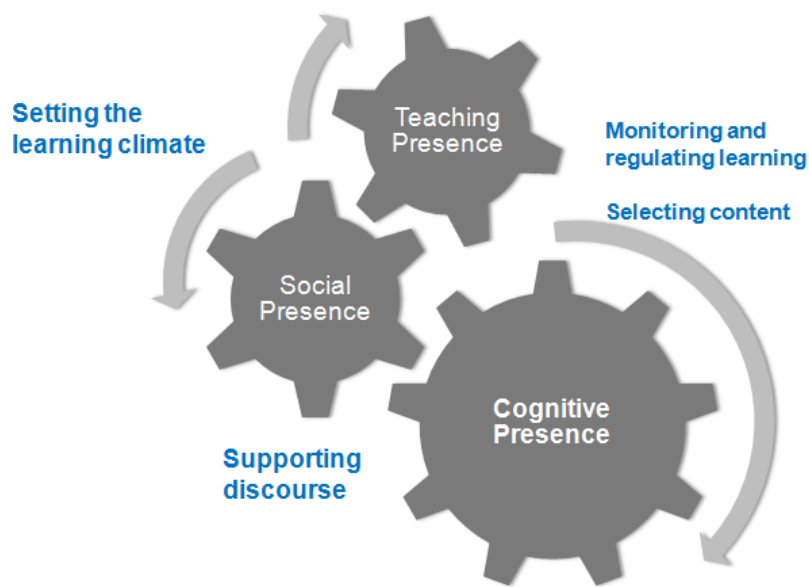 Setting the
learning climate
Teaching
Presence
Monitoring and
regulating learning
Selecting content
Social
Presence
Cognitive
Presence
Supporting
discourse